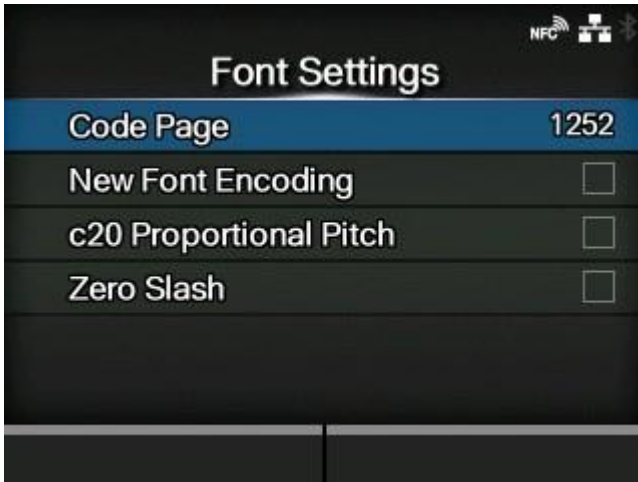 NFC
Font Settings
Code Page 1252
New Font Encoding
c20 Proportional Pitch
Zero Slash